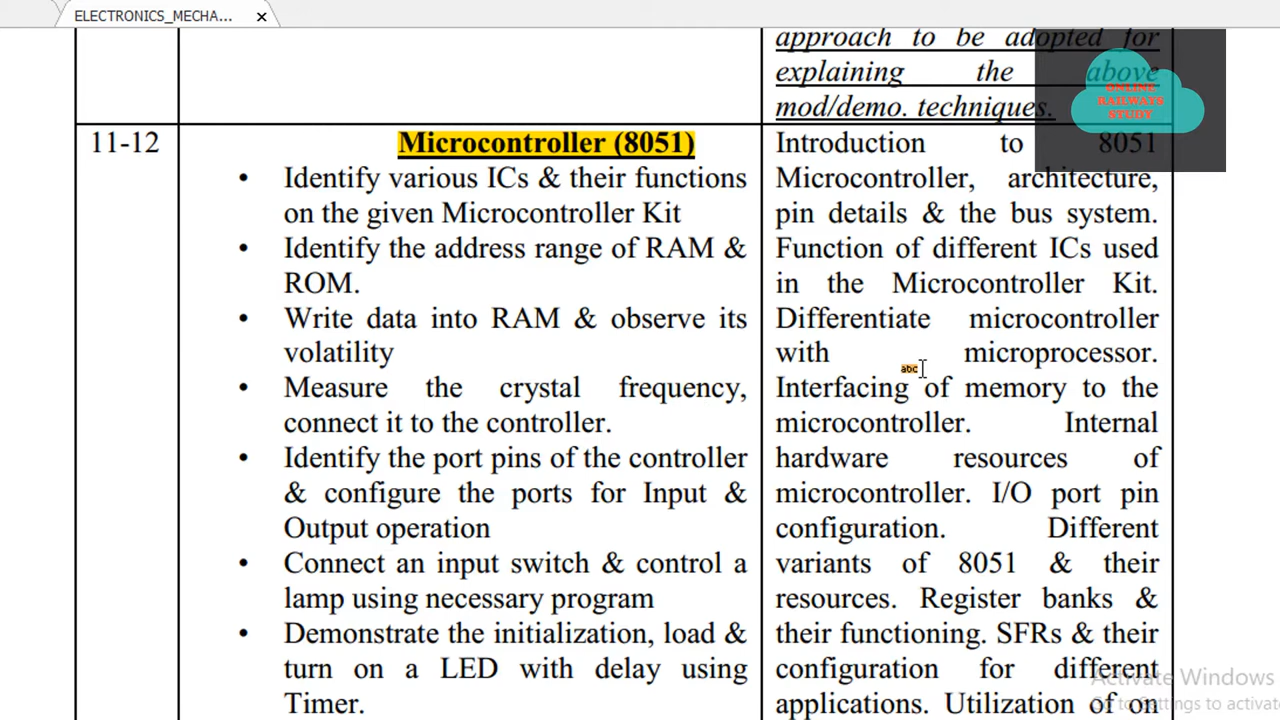 ELECTRONICS_MECHA...
approach to be adopted for
explaining the above
mod/demo. techniques.
ONLINE
RAILWAYS
STUDY
11-12
Microcontroller (8051)
• Identify various ICs & their functions
on the given Microcontroller Kit
• Identify the address range of RAM &
ROM.
• Write data into RAM & observe its
volatility
• Measure the crystal frequency,
connect it to the controller.
• Identify the port pins of the controller
& configure the ports for Input &
Output operation
• Connect an input switch & control a
lamp using necessary program
• Demonstrate the initialization, load &
turn on a LED with delay using
Timer.
Introduction to 8051
Microcontroller, architecture,
pin details & the bus system.
Function of different ICs used
in the Microcontroller Kit.
Differentiate microcontroller
with microprocessor.
abc
Interfacing of memory to the
microcontroller. Internal
hardware resources of
microcontroller. I/O port pin
configuration. Different
variants of 8051 & their
resources. Register banks &
their functioning. SFRs & their
configuration for different
applications. Utilization of on
Activate Windows
Go to Settings to activat